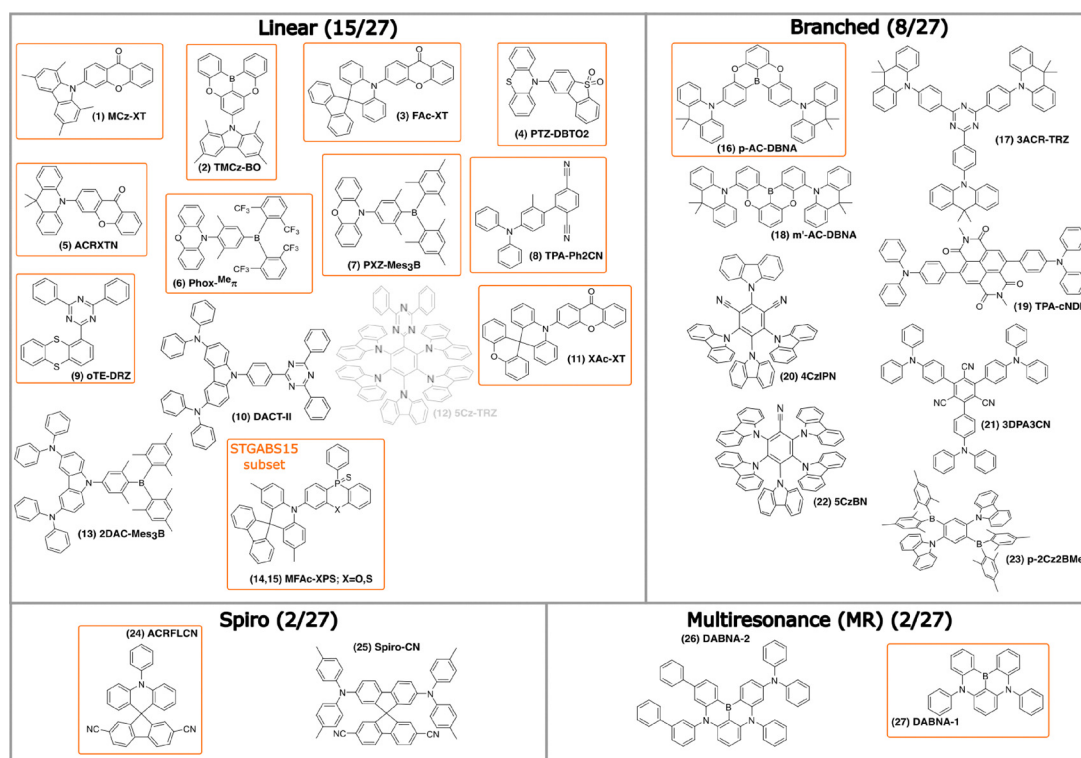 Linear (15/27)
(1) MCz-XT
(2) TMCz-BO
(3) FAc-XT
(4) PTZ-DBTO2
(5) ACRXTN
(6) Phox-Meπ
(7) PXZ-Mes3B
(8) TPA-Ph2CN
(9) oTE-DRZ
(10) DACT-II
(11) XAc-XT
(12) 5Cz-TRZ
(13) 2DAC-Mes3B
STGABS15
subset
(14,15) MFAc-XPS; X=O,S
Branched (8/27)
(16) p-AC-DBNA
(17) 3ACR-TRZ
(18) m'-AC-DBNA
(19) TPA-cNDI
(20) 4CzIPN
(21) 3DPA3CN
(22) 5CzBN
(23) p-2Cz2BMe
Spiro (2/27)
(24) ACRFLCN
(25) Spiro-CN
Multiresonance (MR) (2/27)
(26) DABNA-2
(27) DABNA-1